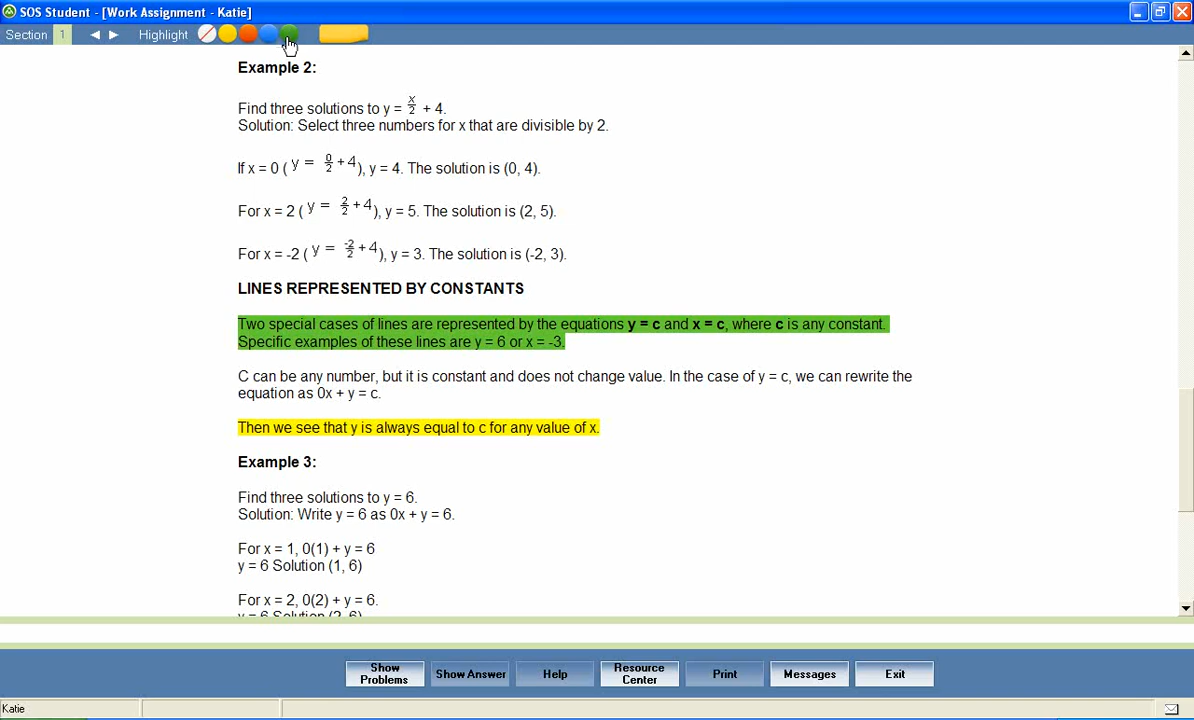 SOS Student - [Work Assignment - Katie]
Section 1 Highlight
Example 2:
Find three solutions to y = x/2 + 4.
Solution: Select three numbers for x that are divisible by 2.
If x = 0 ( y = 0/2 +4 ), y = 4. The solution is (0, 4).
For x = 2 ( y = 2/2 +4 ), y = 5. The solution is (2, 5).
For x = -2 ( y = -2/2 +4 ), y = 3. The solution is (-2, 3).
LINES REPRESENTED BY CONSTANTS
Two special cases of lines are represented by the equations y = c and x = c, where c is any constant.
Specific examples of these lines are y = 6 or x = -3.
C can be any number, but it is constant and does not change value. In the case of y = c, we can rewrite the
equation as 0x + y = c.
Then we see that y is always equal to c for any value of x.
Example 3:
Find three solutions to y = 6.
Solution: Write y = 6 as 0x + y = 6.
For x = 1, 0(1) + y = 6
y = 6 Solution (1, 6)
For x = 2, 0(2) + y = 6.
y = 6 Solution (2, 6)
Show Problems Show Answer Help Resource Center Print Messages Exit
Katie